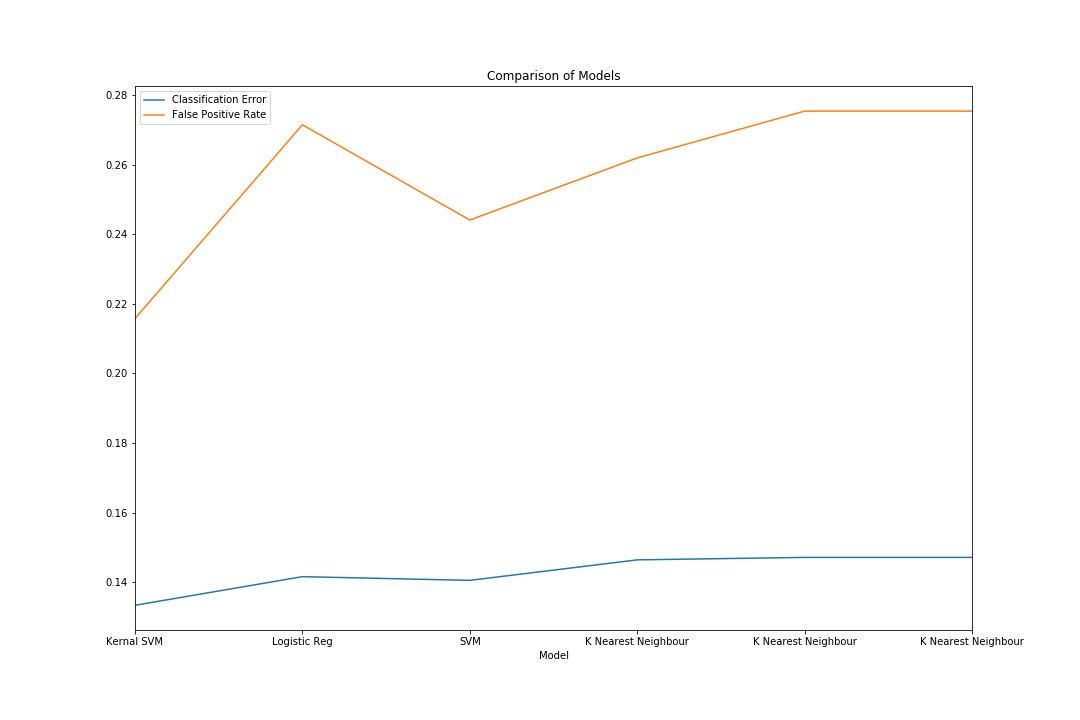 Comparison of Models
Classification Error
False Positive Rate
0.28
0.26
0.24
0.22
0.20
0.18
0.16
0.14
Kernal SVM Logistic Reg SVM K Nearest Neighbour K Nearest Neighbour K Nearest Neighbour
Model